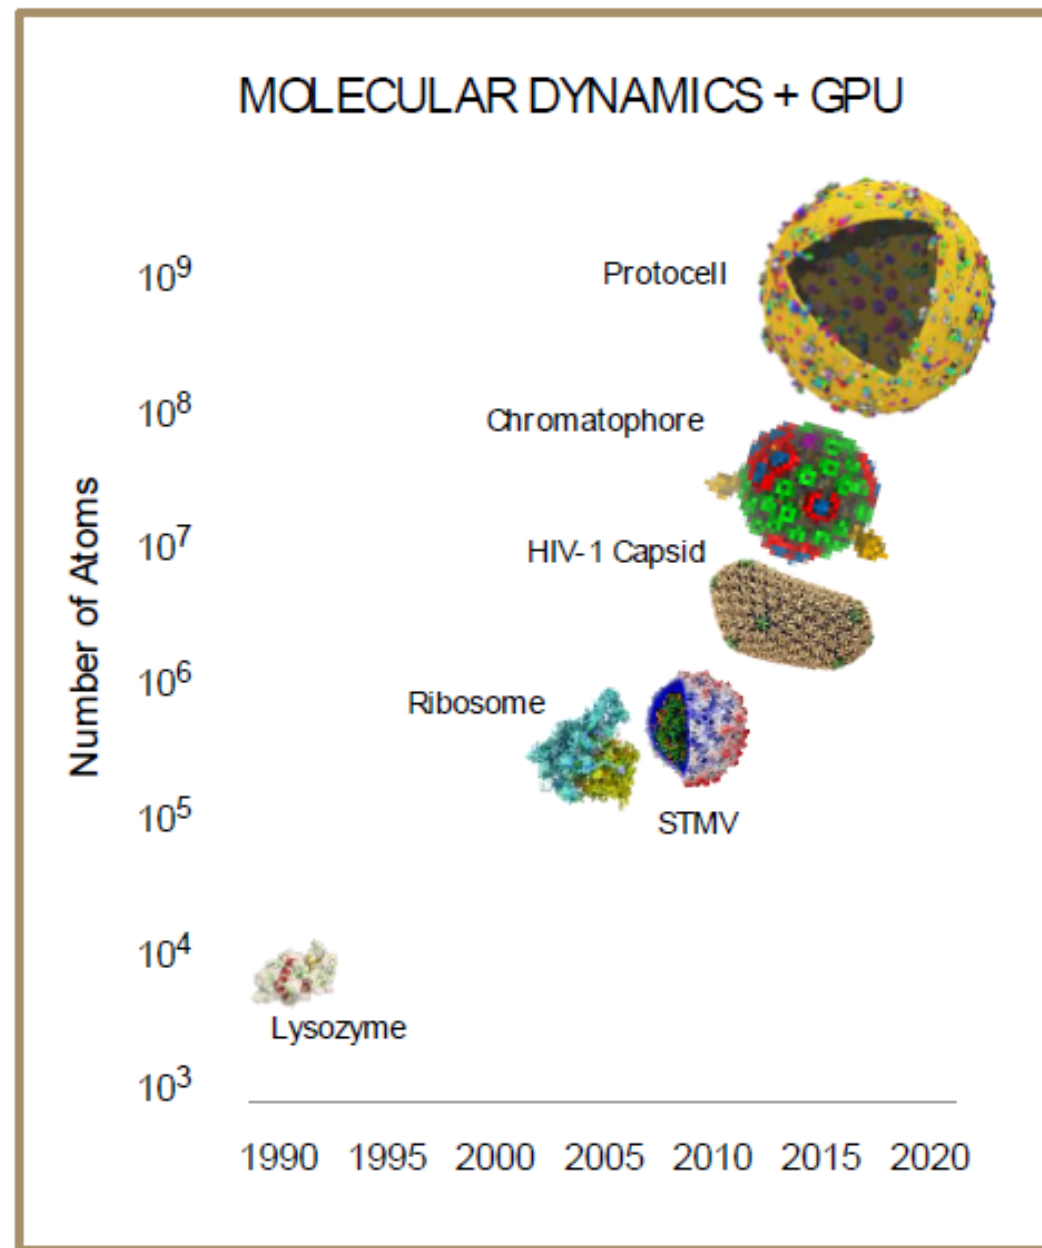 MOLECULAR DYNAMICS + GPU
Number of Atoms
10⁹
Protocell
10⁸
Chromatophore
10⁷
HIV-1 Capsid
10⁶
Ribosome
10⁵
STMV
10⁴
Lysozyme
10³
1990 1995 2000 2005 2010 2015 2020